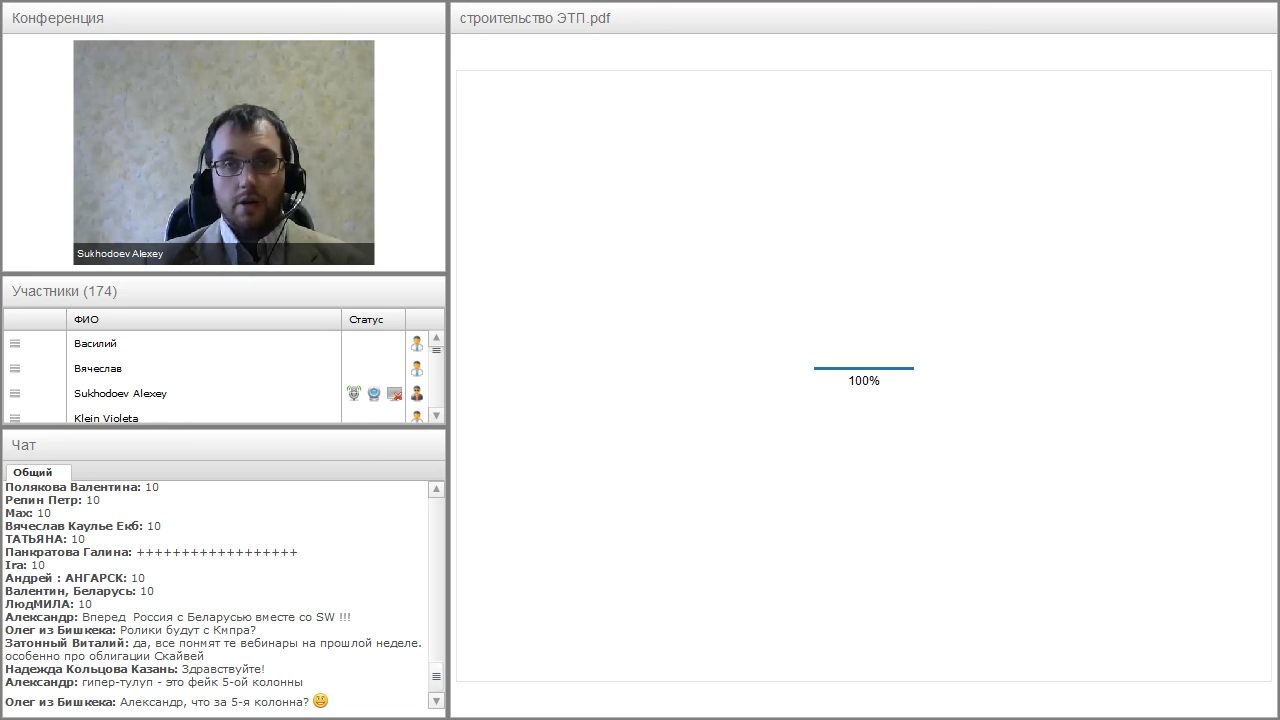 Конференция
Sukhodoev Alexey
Участники (174)
ФИО Статус
Василий
Вячеслав
Sukhodoev Alexey
Klein Violeta
Чат
Общий
Полякова Валентина: 10
Репин Петр: 10
Max: 10
Вячеслав Каулье Екб: 10
ТАТЬЯНА: 10
Панкратова Галина: ++++++++++++++++++
Ira: 10
Андрей : АНГАРСК: 10
Валентин, Беларусь: 10
ЛюдМИЛА: 10
Александр: Вперед  Россия с Беларусью вместе со SW !!!
Олег из Бишкека: Ролики будут с Кмпра?
Затонный Виталий: да, все понмят те вебинары на прошлой неделе.
особенно про облигации Скайвей
Надежда Кольцова Казань: Здравствуйте!
Александр: гипер-тулуп - это фейк 5-ой колонны
Олег из Бишкека: Александр, что за 5-я колонна?
строительство ЭТП.pdf
100%